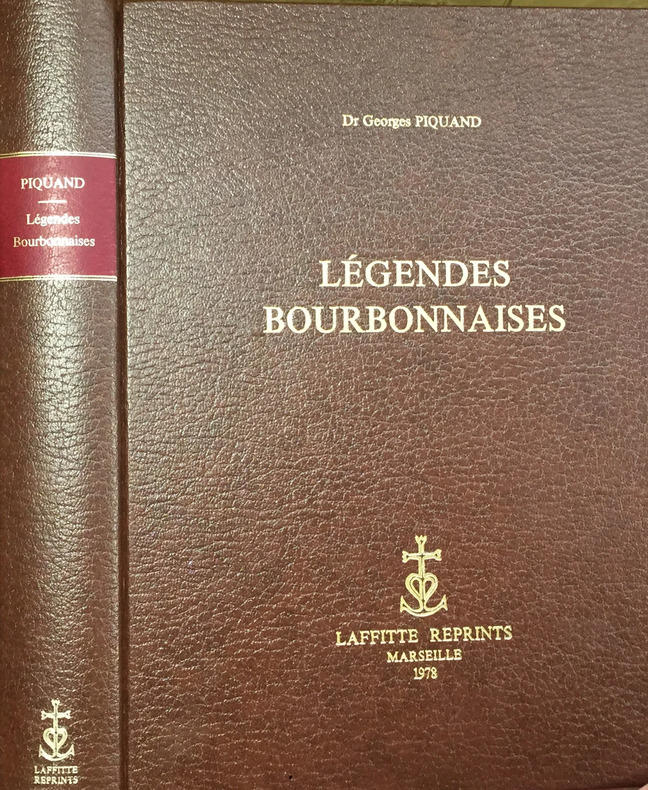 PIQUAND
Légendes
Bourbonnaises
LAFFITTE
REPRINTS
Dr Georges PIQUAND
LÉGENDES
BOURBONNAISES
LAFFITTE REPRINTS
MARSEILLE
1978